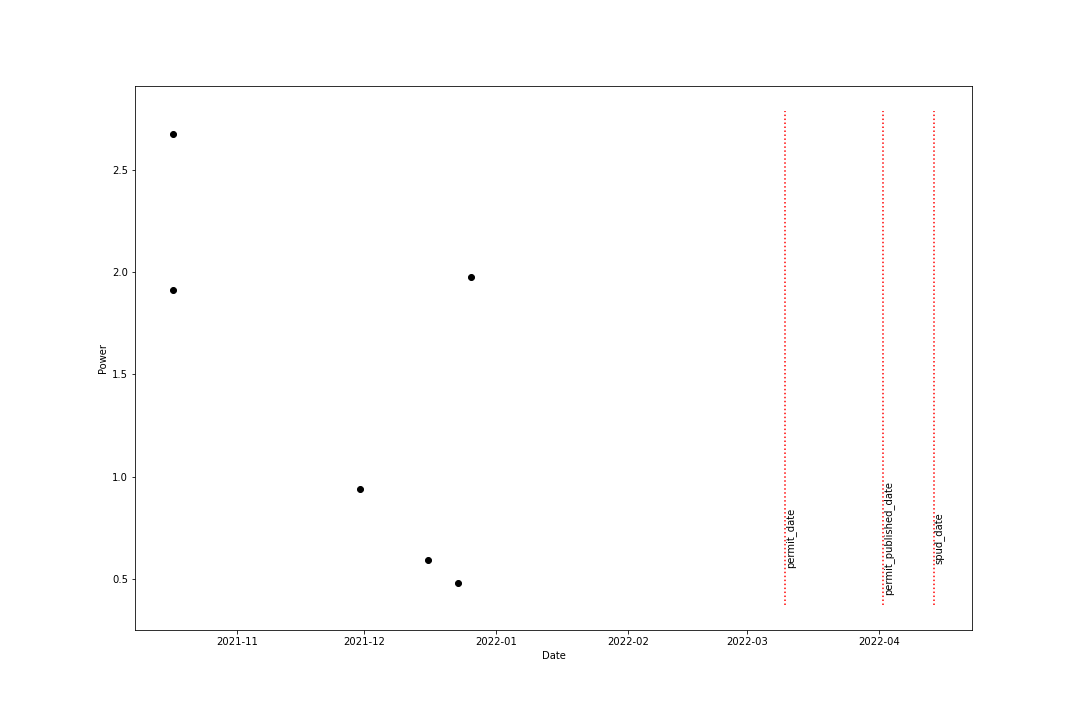 2.5
2.0
1.5
1.0
0.5
Power
permit_date
permit_published_date
spud_date
2021-11
2021-12
2022-01
2022-02
2022-03
2022-04
Date